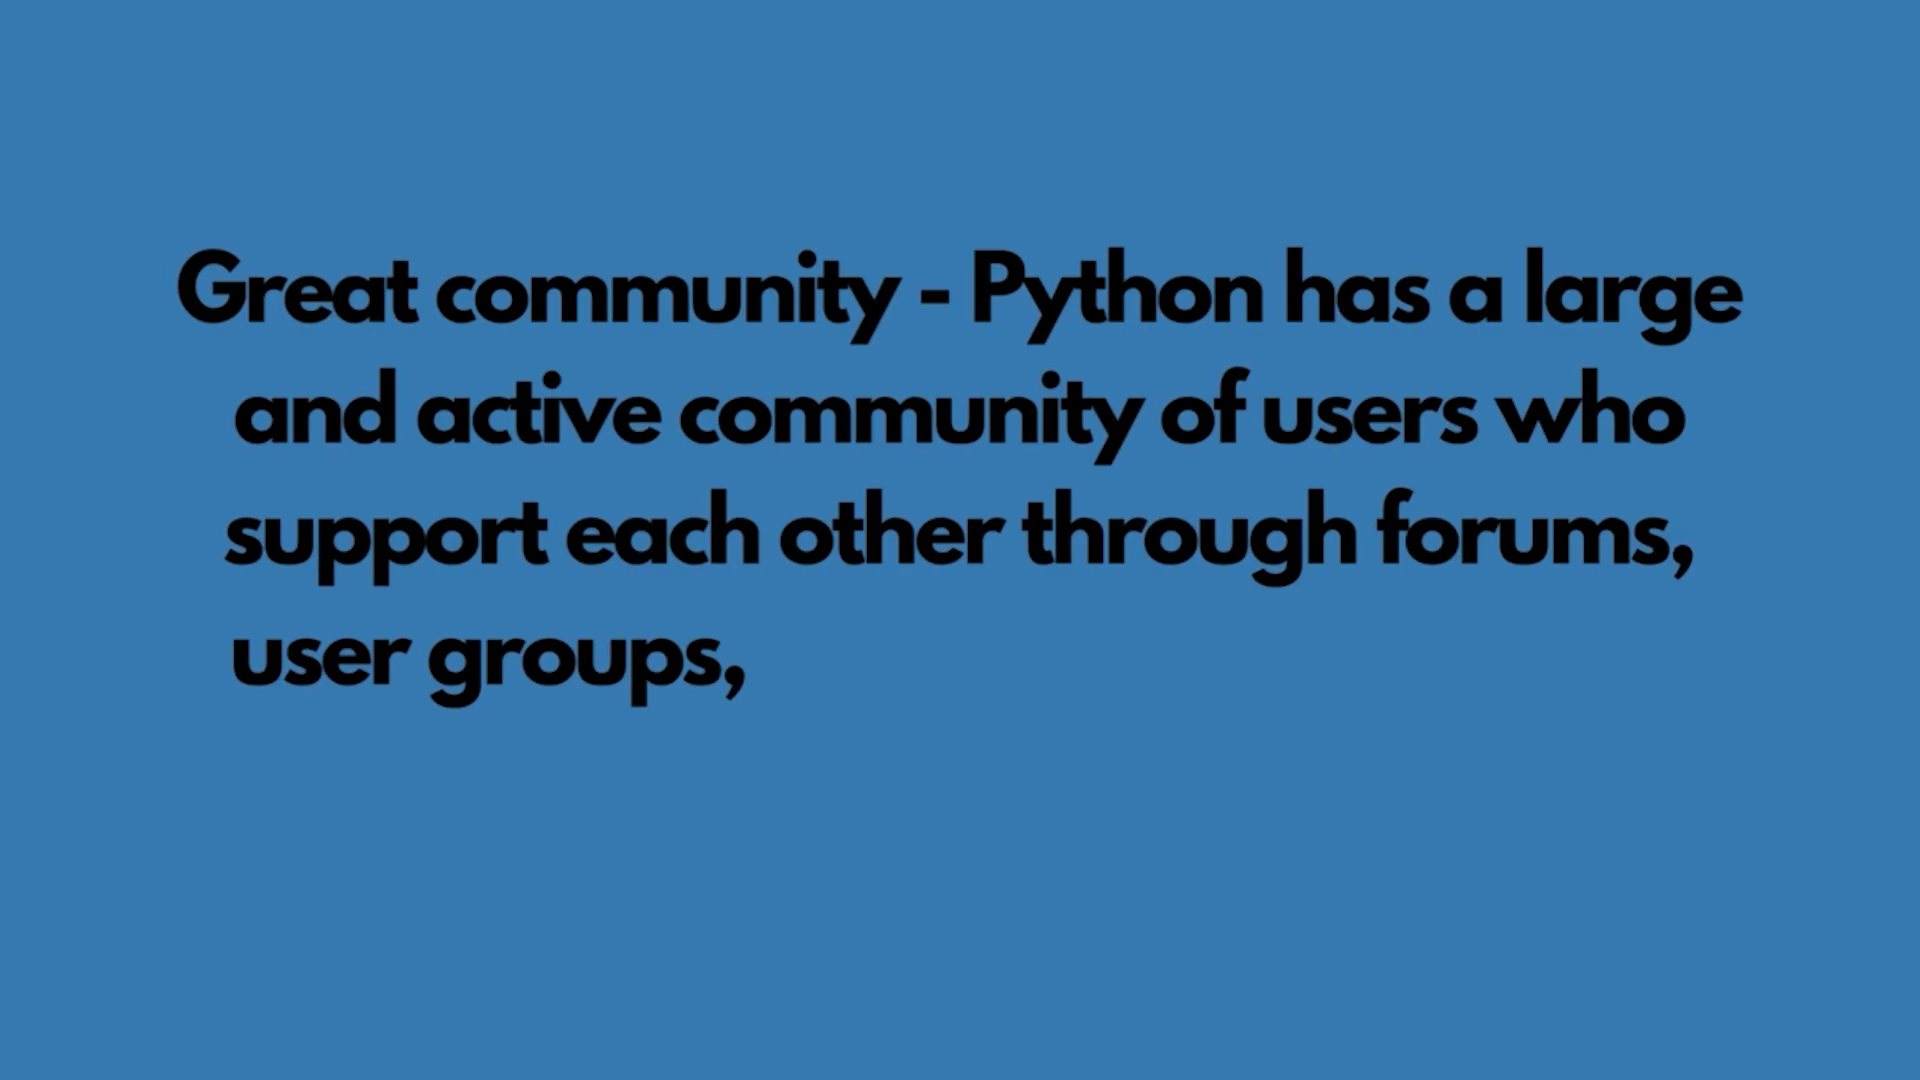 Great community - Python has a large
and active community of users who
support each other through forums,
user groups,